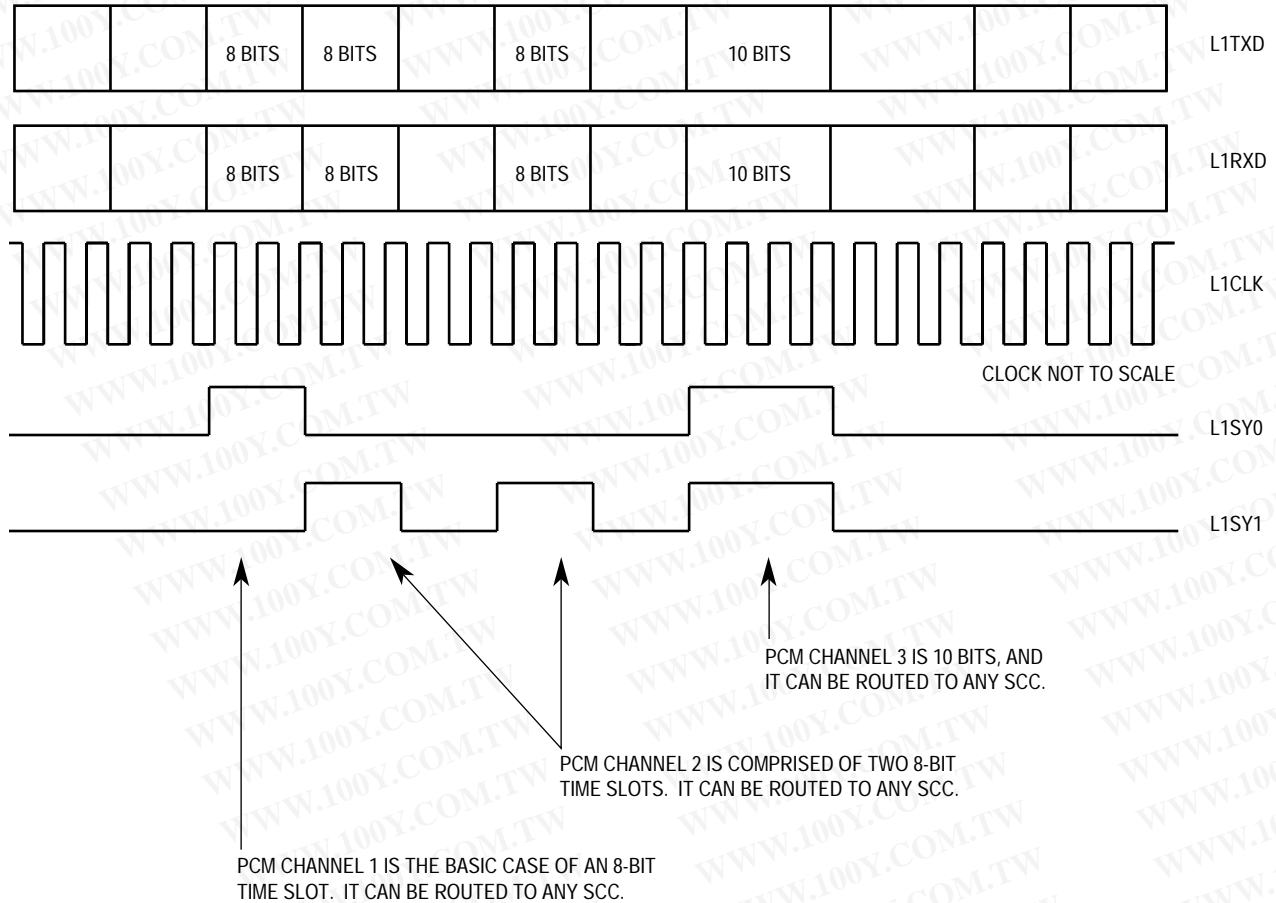 8 BITS 8 BITS 8 BITS 10 BITS L1TXD
8 BITS 8 BITS 8 BITS 10 BITS L1RXD
L1CLK
CLOCK NOT TO SCALE
L1SY0
L1SY1
PCM CHANNEL 3 IS 10 BITS, AND
IT CAN BE ROUTED TO ANY SCC.
PCM CHANNEL 2 IS COMPRISED OF TWO 8-BIT
TIME SLOTS. IT CAN BE ROUTED TO ANY SCC.
PCM CHANNEL 1 IS THE BASIC CASE OF AN 8-BIT
TIME SLOT. IT CAN BE ROUTED TO ANY SCC.
WWW.100Y.COM.TW